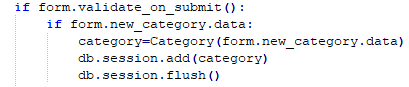 if form.validate_on_submit():
    if form.new_category.data:
        category=Category(form.new_category.data)
        db.session.add(category)
        db.session.flush()